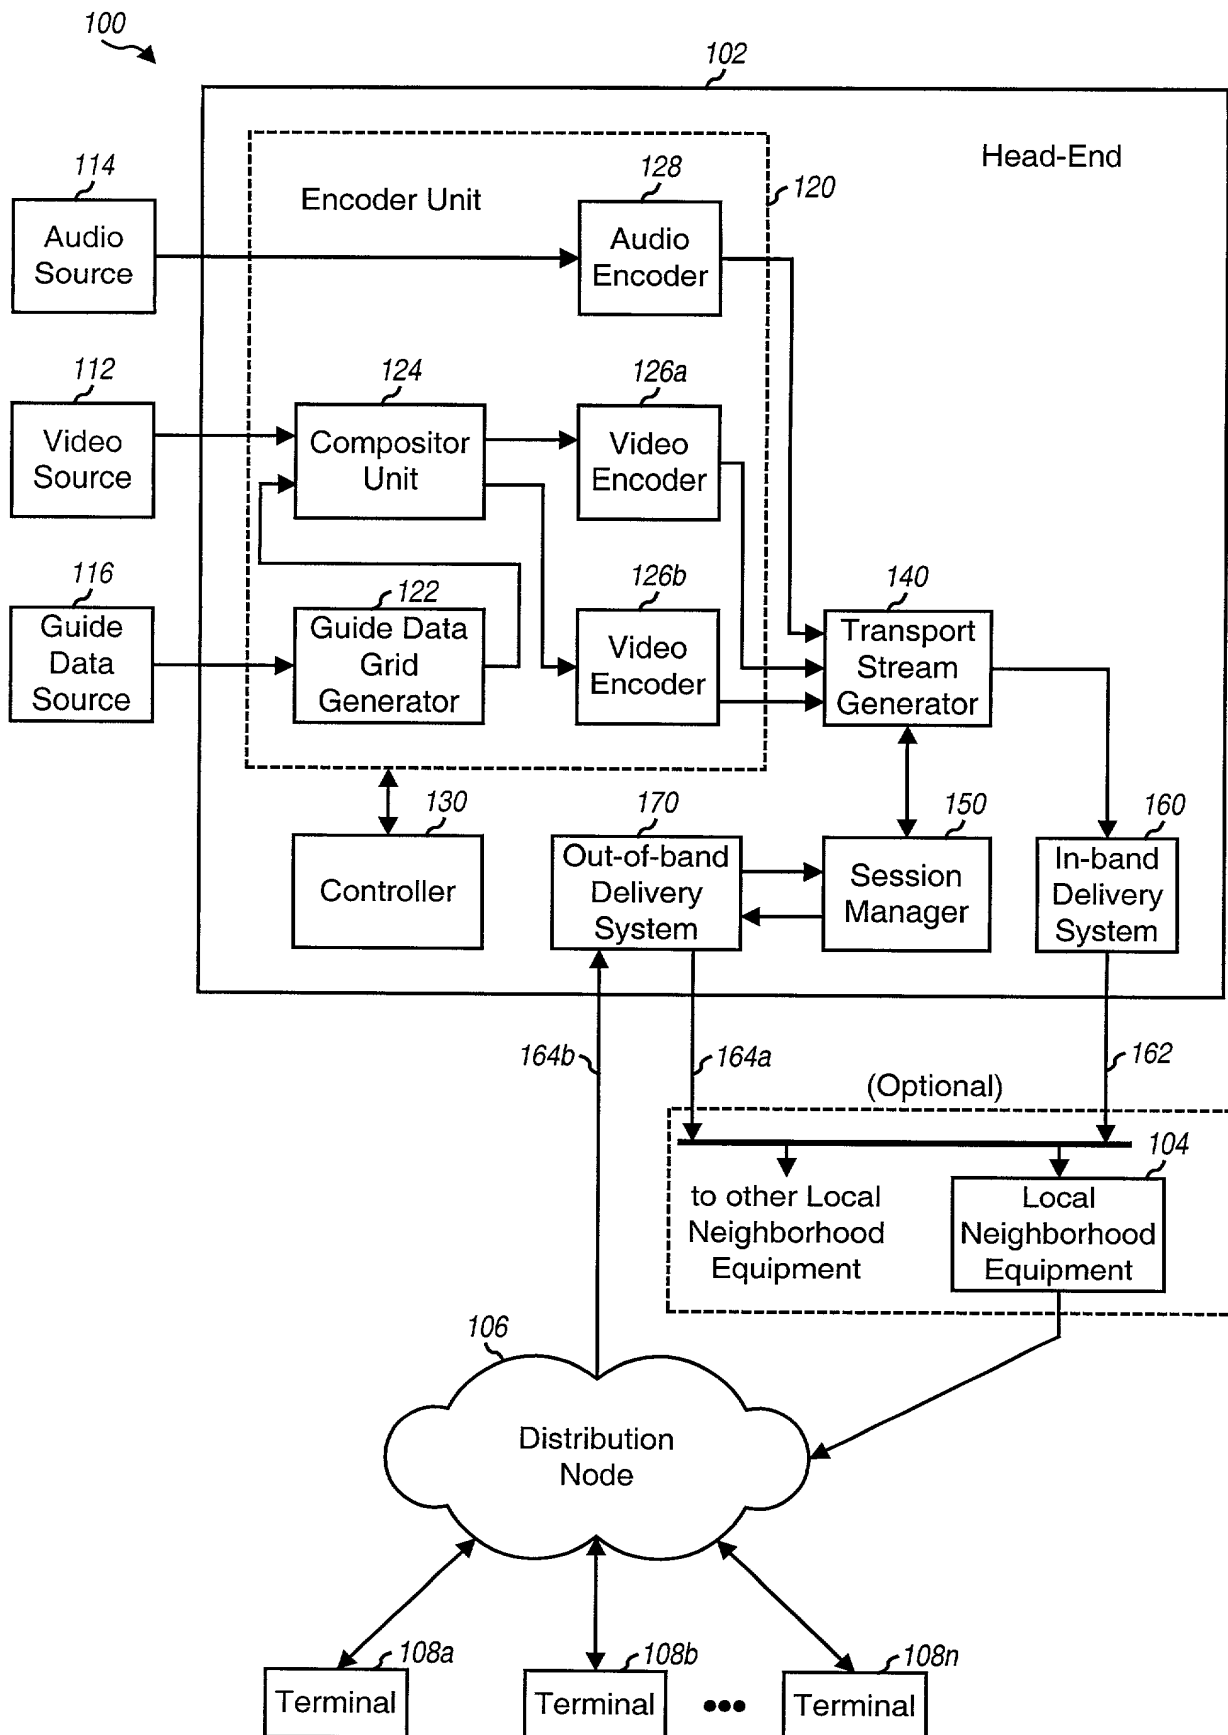 100
102
Head-End
114
Audio
Source
Encoder Unit
128
Audio
Encoder
120
112
Video
Source
124
Compositor
Unit
126a
Video
Encoder
116
Guide
Data
Source
122
Guide Data
Grid
Generator
126b
Video
Encoder
140
Transport
Stream
Generator
130
Controller
170
Out-of-band
Delivery
System
150
Session
Manager
160
In-band
Delivery
System
164b
164a
162
(Optional)
to other Local
Neighborhood
Equipment
104
Local
Neighborhood
Equipment
106
Distribution
Node
108a
Terminal
108b
Terminal
•••
108n
Terminal